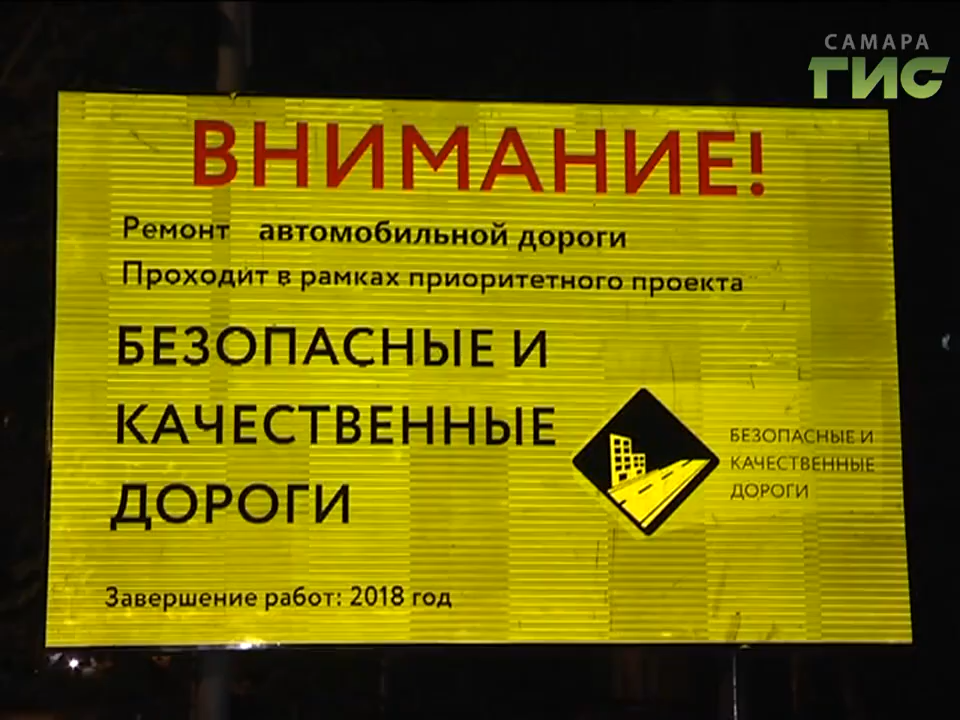 САМАРА
ГИС
ВНИМАНИЕ!
Ремонт автомобильной дороги
Проходит в рамках приоритетного проекта
БЕЗОПАСНЫЕ И
КАЧЕСТВЕННЫЕ
ДОРОГИ
БЕЗОПАСНЫЕ И
КАЧЕСТВЕННЫЕ
ДОРОГИ
Завершение работ: 2018 год